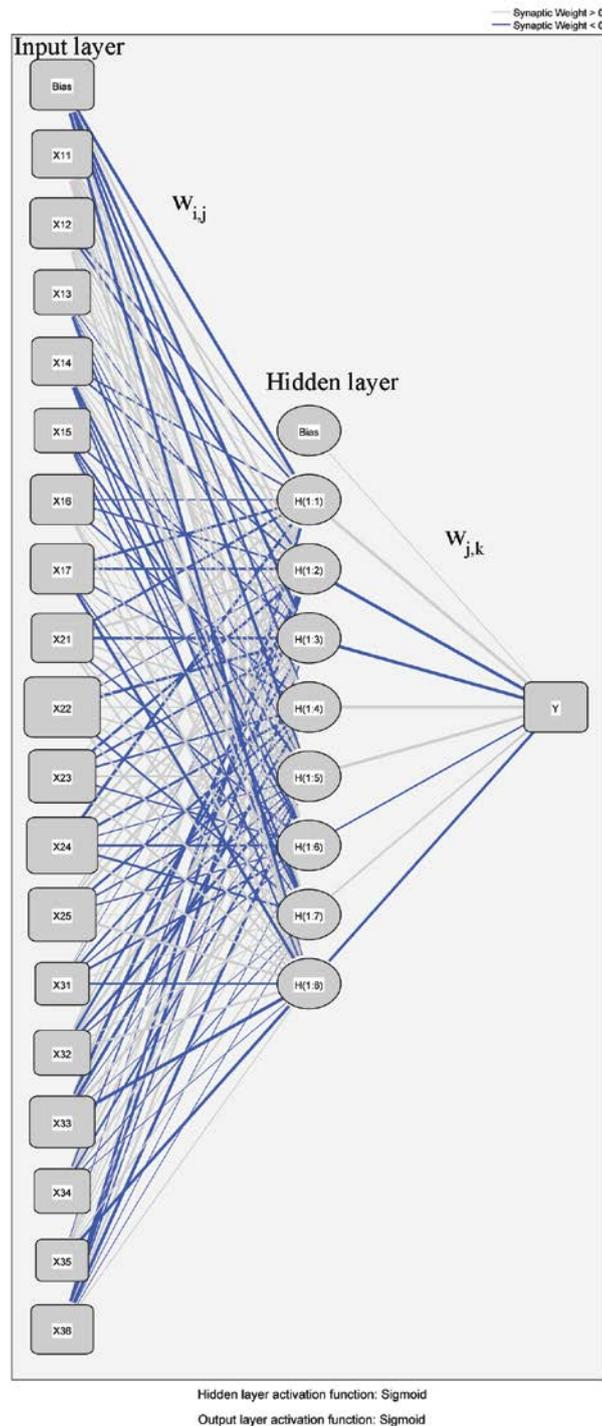 Synaptic Weight > 0
Synaptic Weight < 0
Input layer
Bias
X11
X12
X13
X14
X15
X16
X17
X21
X22
X23
X24
X25
X31
X32
X33
X34
X35
X36
Wi,j
Hidden layer
Bias
H(1:1)
H(1:2)
H(1:3)
H(1:4)
H(1:5)
H(1:6)
H(1:7)
H(1:8)
Wj,k
Y
Hidden layer activation function: Sigmoid
Output layer activation function: Sigmoid